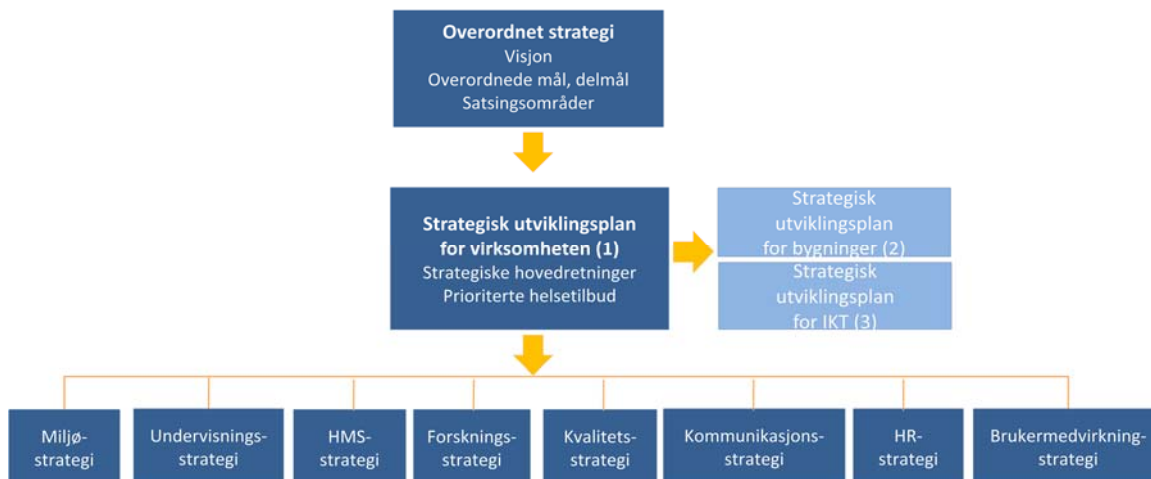 Overordnet strategi
Visjon
Overordnede mål, delmål
Satsingsområder
Strategisk utviklingsplan
for virksomheten (1)
Strategiske hovedretninger
Prioriterte helsetilbud
Strategisk
utviklingsplan
for bygninger (2)
Strategisk
utviklingsplan
for IKT (3)
Miljø-
strategi
Undervisnings-
strategi
HMS-
strategi
Forsknings-
strategi
Kvalitets-
strategi
Kommunikasjons-
strategi
HR-
strategi
Brukermedvirkning-
strategi